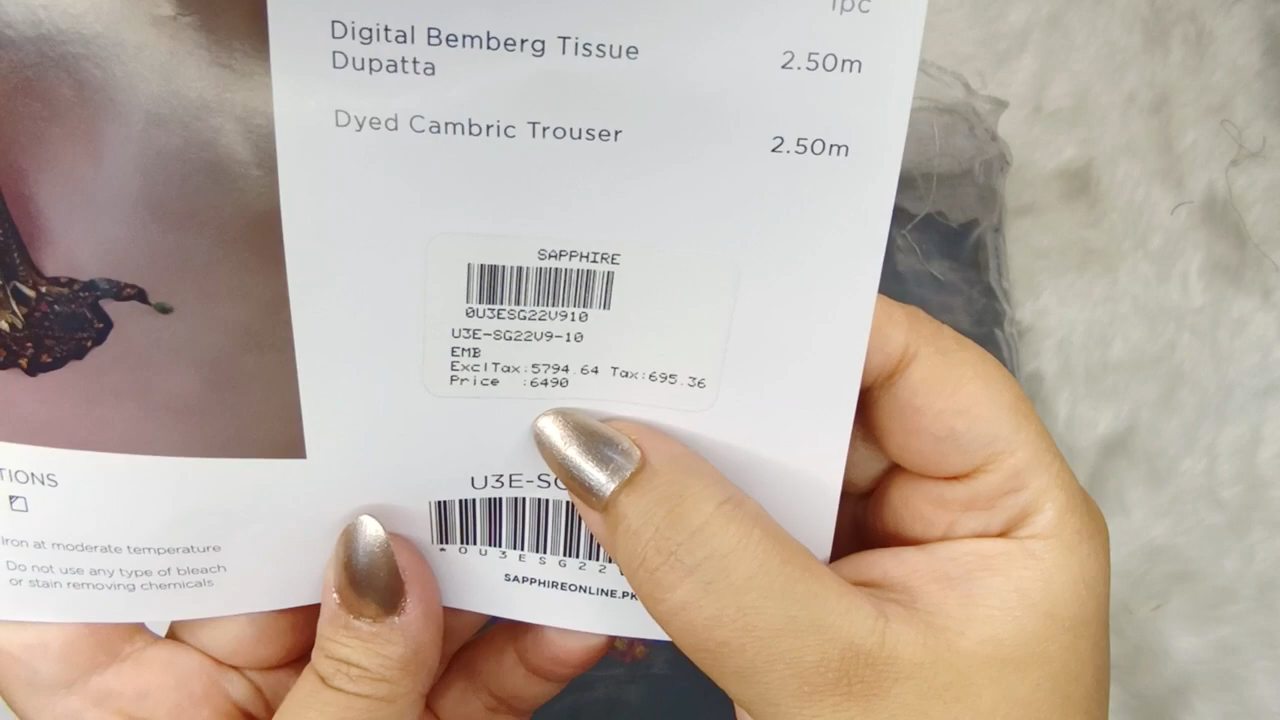 1pc
Digital Bemberg Tissue
Dupatta
2.50m
Dyed Cambric Trouser
2.50m
SAPPHIRE
0U3ESG22V910
U3E-SG22V9-10
EMB
ExclTax:5794.64 Tax:695.36
Price :6490
U3E-SG
*0U3ESG22
SAPPHIREONLINE.PK
TIONS
Iron at moderate temperature
Do not use any type of bleach
or stain removing chemicals